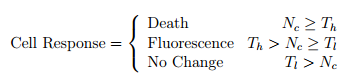 Death N_c ≥ T_h
Cell Response = { Fluorescence T_h > N_c ≥ T_l
No Change T_l > N_c